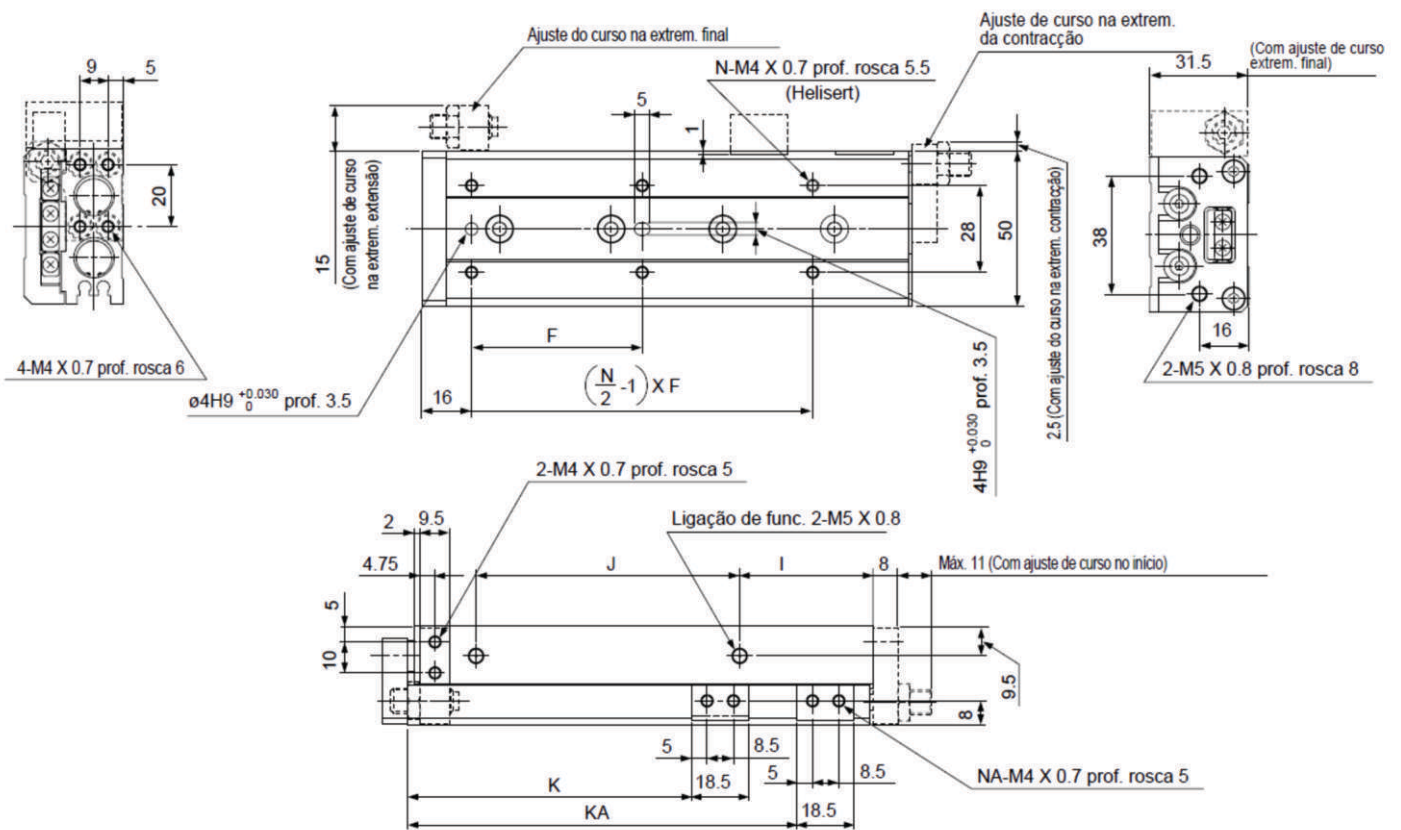 Ajuste do curso na extrem. final
Ajuste de curso na extrem.
da contracção
N-M4 X 0.7 prof. rosca 5.5
(Helisert)
(Com ajuste de curso
extrem. final)
31.5
9
5
5
1
20
15
(Com ajuste de curso
na extrem. extensão)
28
50
2.5 (Com ajuste do curso na extrem. contracção)
38
16
4-M4 X 0.7 prof. rosca 6
2-M5 X 0.8 prof. rosca 8
ø4H9 +0.030 0 prof. 3.5
F
(N/2 -1) X F
16
4H9 +0.030 0 prof. 3.5
2-M4 X 0.7 prof. rosca 5
Ligação de func. 2-M5 X 0.8
2
9.5
4.75
J
I
8
Máx. 11 (Com ajuste de curso no início)
5
10
9.5
8
5
8.5
5
8.5
NA-M4 X 0.7 prof. rosca 5
K
18.5
KA
18.5